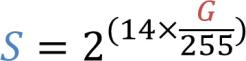 S = 2^(14×G/255)